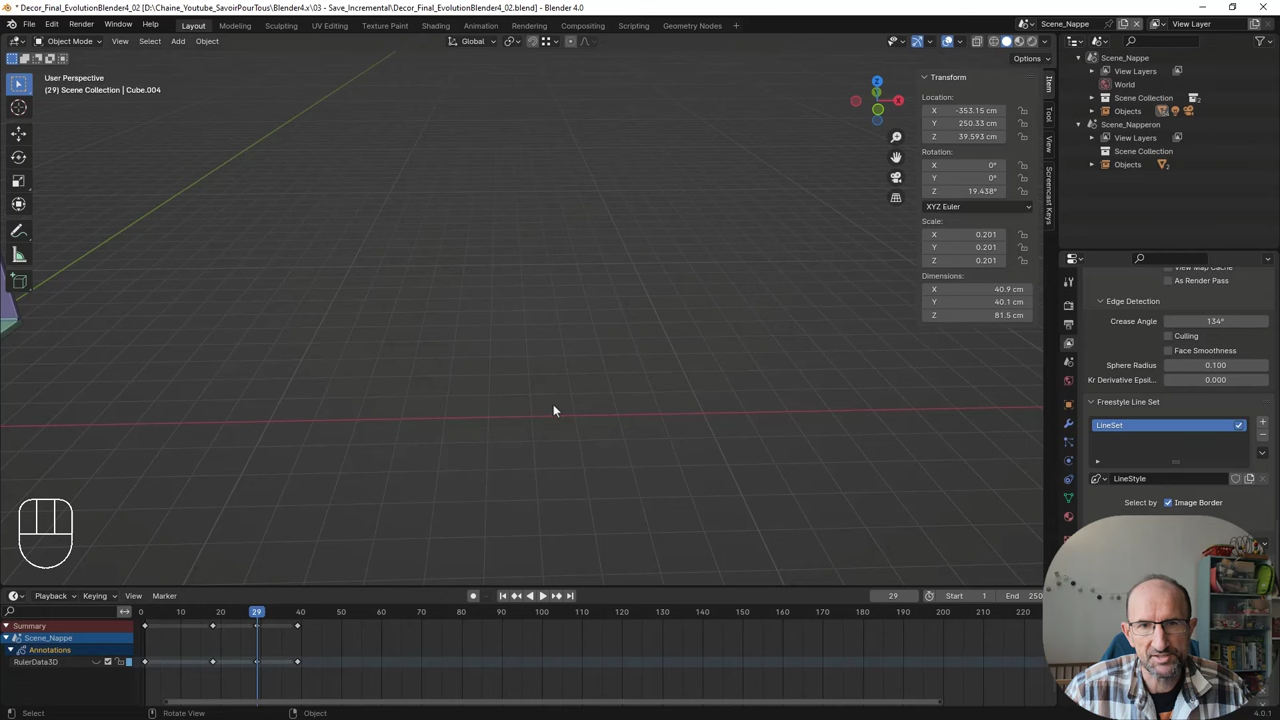 * Decor_Final_EvolutionBlender4_02 [D:\Chaine_Youtube_SavoirPourTous\Blender4.x\03 - Save_Incremental\Decor_Final_EvolutionBlender4_02.blend] - Blender 4.0
File Edit Render Window Help Layout Modeling Sculpting UV Editing Texture Paint Shading Animation Rendering Compositing Geometry Nodes Scripting Scene_Nappe View Layer
Object Mode View Select Add Object Global
Options
User Perspective
(29) Scene Collection | Cube.004
Z
X
Y
Transform
Location:
X -353.15 cm
Y 250.33 cm
Z 39.593 cm
Rotation:
X 0°
Y 0°
Z 19.438°
XYZ Euler
Scale:
X 0.201
Y 0.201
Z 0.201
Dimensions:
X 40.9 cm
Y 40.1 cm
Z 81.5 cm
Item
Tool
View
Screencast Keys
Scene_Nappe
View Layers
World
Scene Collection 2
Objects
Scene_Napperon
View Layers
Scene Collection
Objects 2
View Map Cache
As Render Pass
Edge Detection
Crease Angle 134°
Culling
Face Smoothness
Sphere Radius 0.100
Kr Derivative Epsil... 0.000
Freestyle Line Set
LineSet
LineStyle
Select by Image Border
Playback Keying View Marker 29 Start 1 End 250
0 10 20 29 40 50 60 70 80 90 100 110 120 130 140 150 160 170 180 190 200 210 220
Summary
Scene_Nappe
Annotations
RulerData3D
Select Rotate View Object 4.0.1